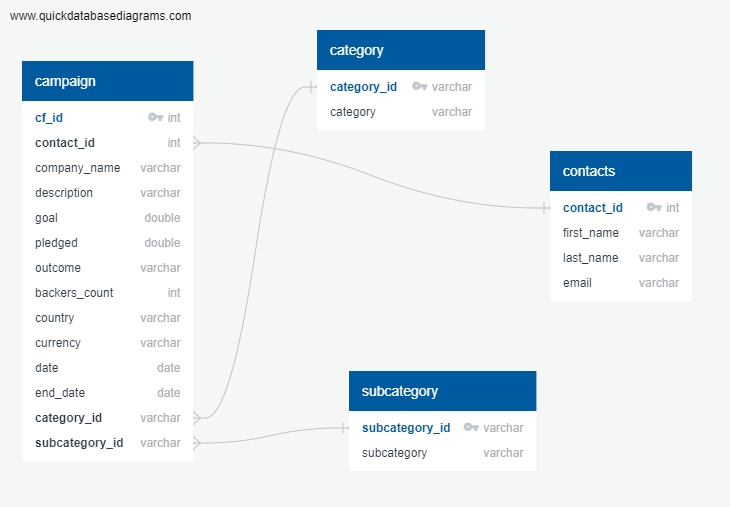 www.quickdatabasediagrams.com
campaign
cf_id int
contact_id int
company_name varchar
description varchar
goal double
pledged double
outcome varchar
backers_count int
country varchar
currency varchar
date date
end_date date
category_id varchar
subcategory_id varchar
category
category_id varchar
category varchar
contacts
contact_id int
first_name varchar
last_name varchar
email varchar
subcategory
subcategory_id varchar
subcategory varchar